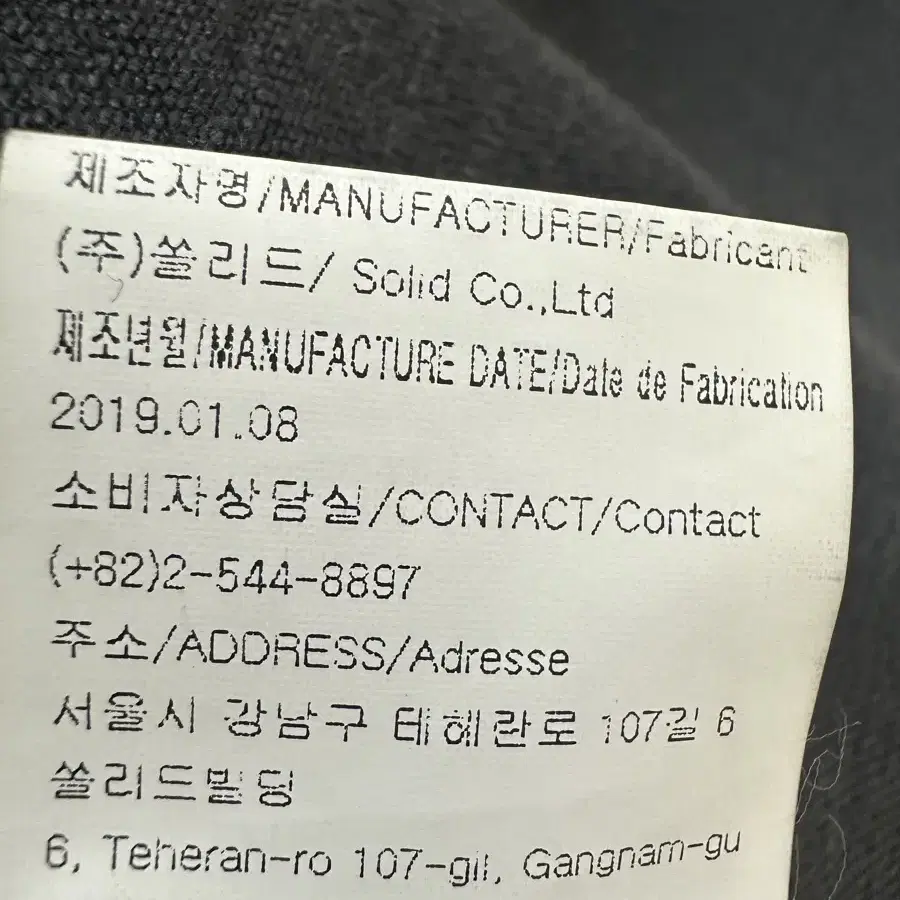 제조자명/MANUFACTURER/Fabricant
(주)쏠리드/ Solid Co.,Ltd
제조년월/MANUFACTURE DATE/Date de Fabrication
2019.01.08
소비자상담실/CONTACT/Contact
(+82)2-544-8897
주소/ADDRESS/Adresse
서울시 강남구 테헤란로 107길 6
쏠리드빌딩
6, Teheran-ro 107-gil, Gangnam-gu